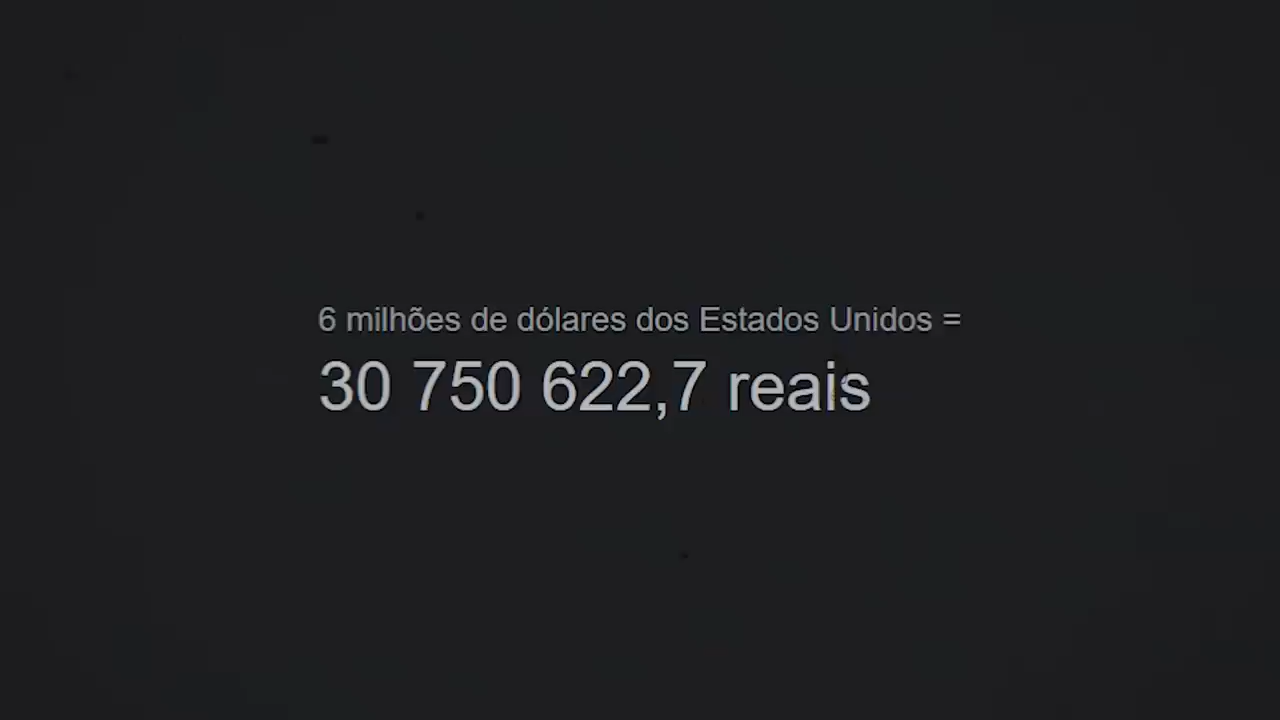 6 milhões de dólares dos Estados Unidos =
30 750 622,7 reais